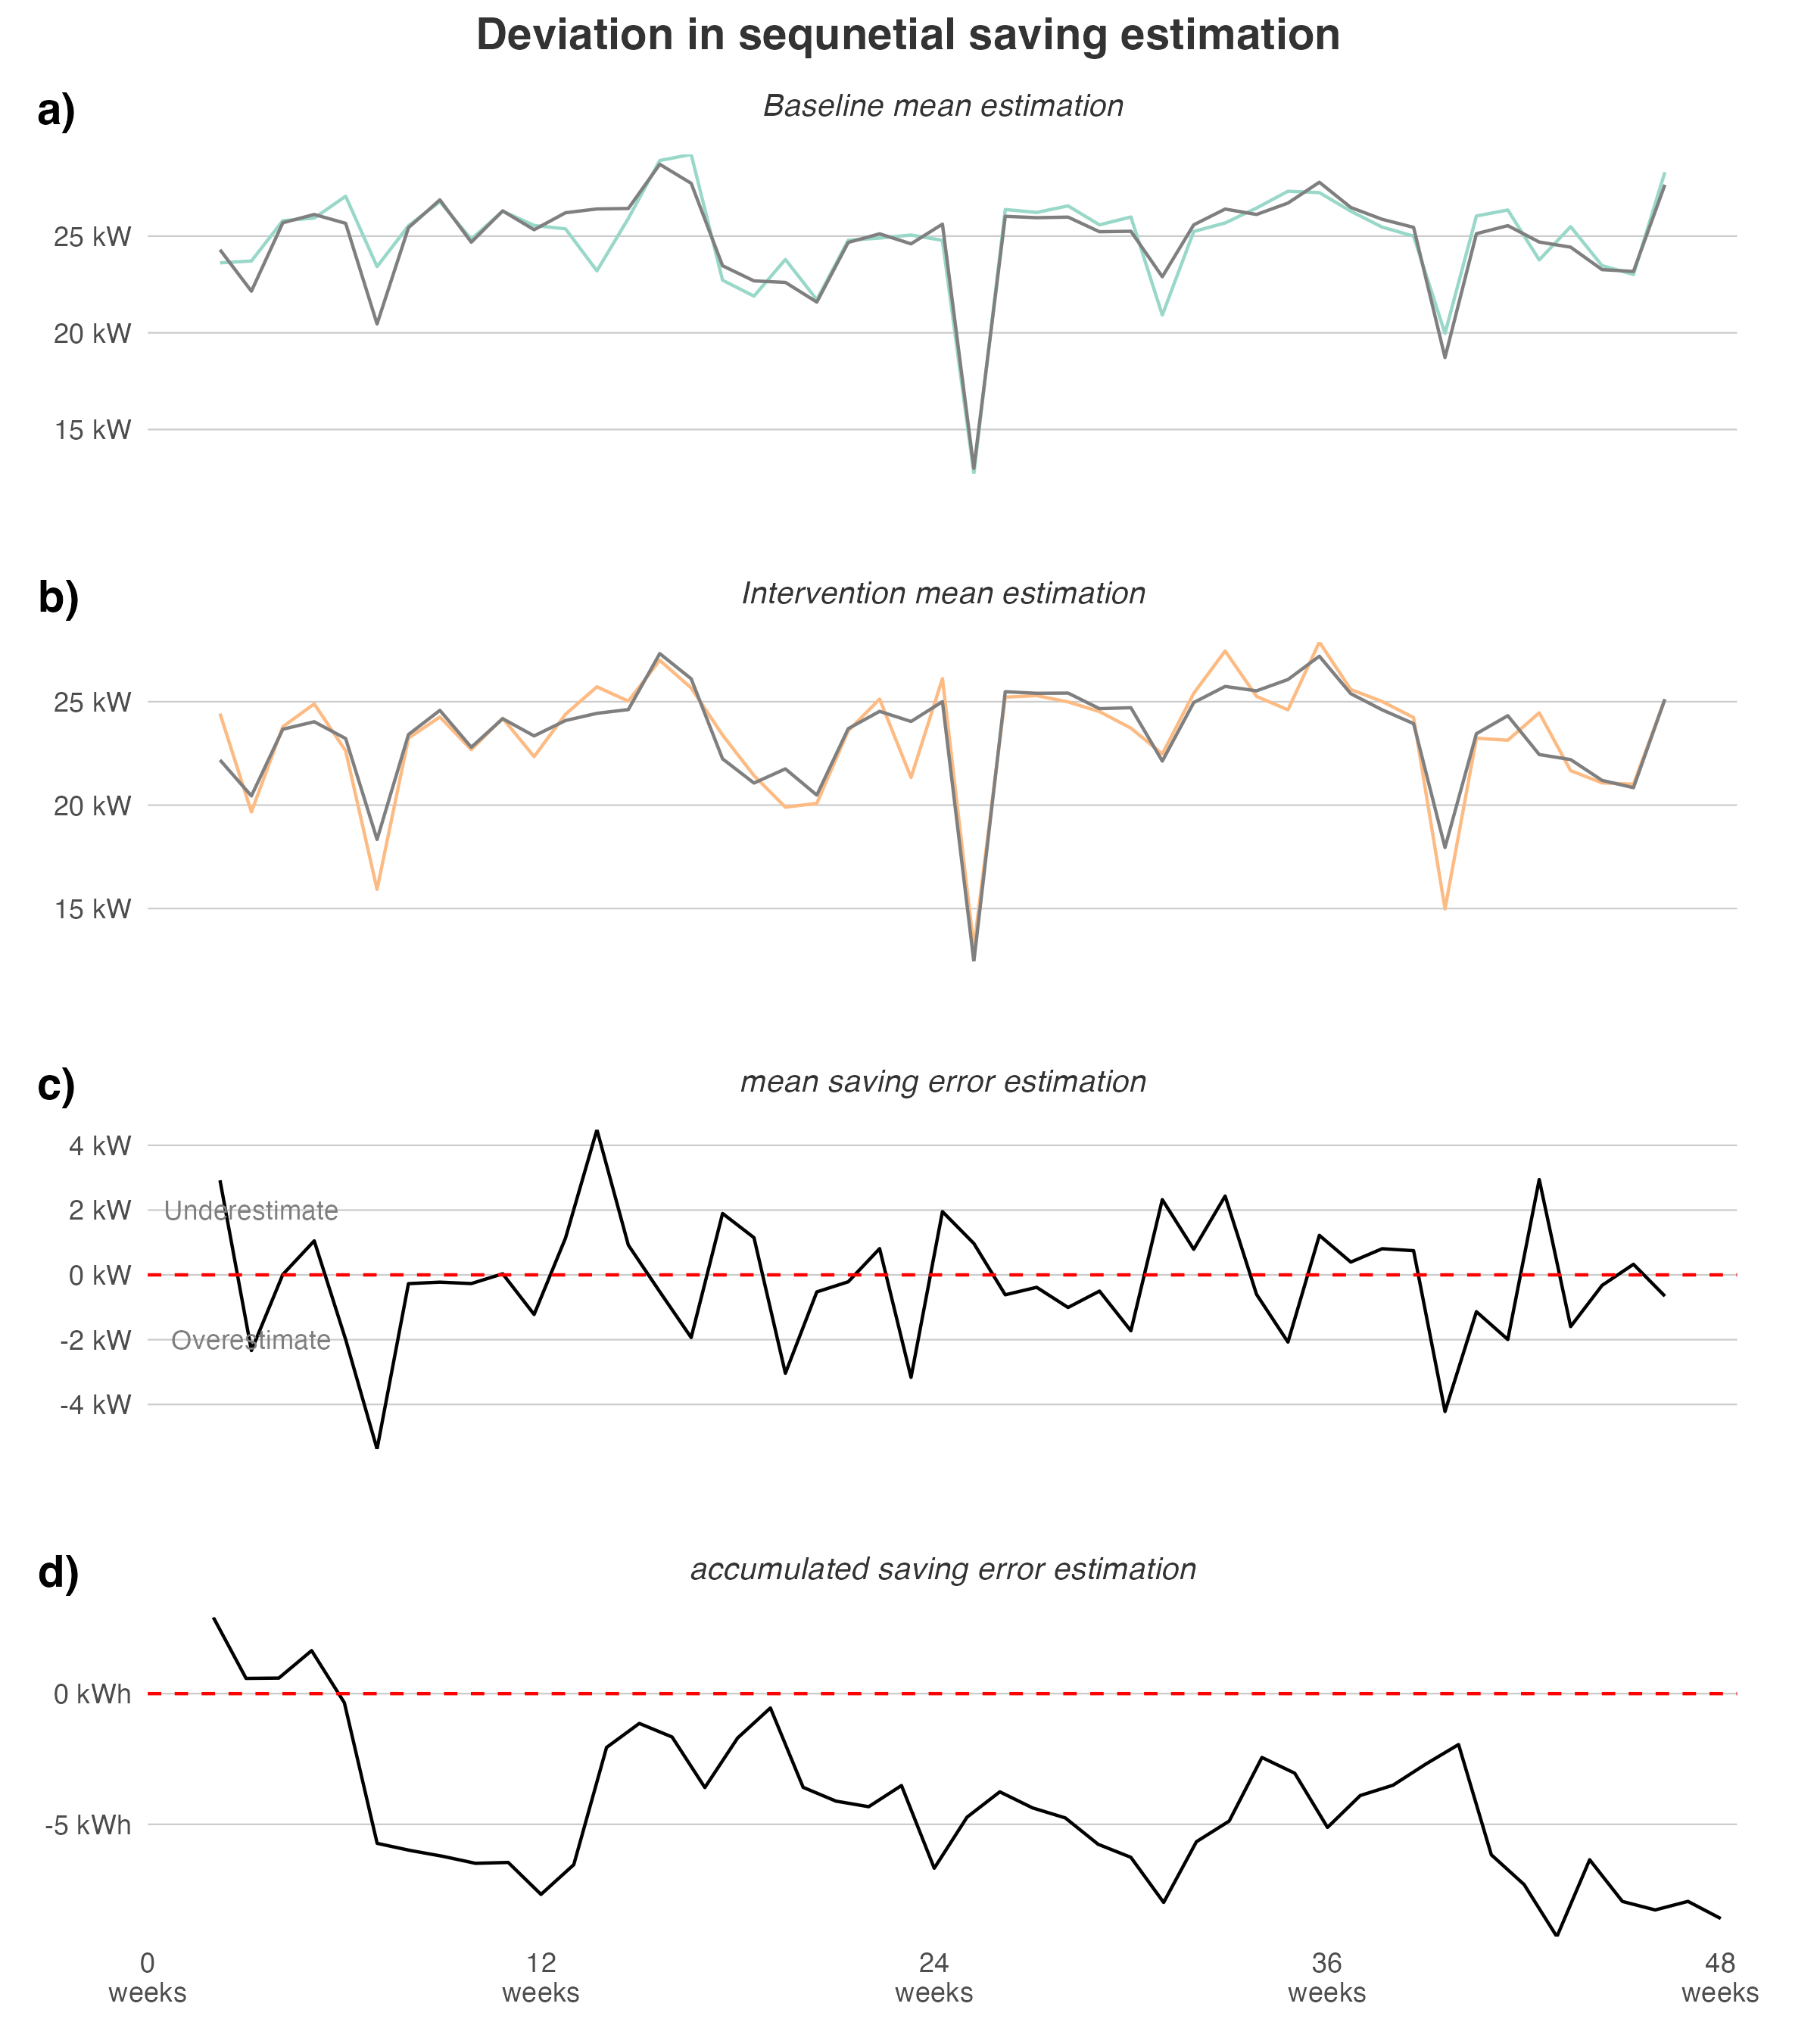 Deviation in sequnetial saving estimation
a)
Baseline mean estimation
25 kW
20 kW
15 kW
b)
Intervention mean estimation
25 kW
20 kW
15 kW
c)
mean saving error estimation
4 kW
2 kW
Underestimate
0 kW
-2 kW
Overestimate
-4 kW
d)
accumulated saving error estimation
0 kWh
-5 kWh
0
weeks
12
weeks
24
weeks
36
weeks
48
weeks